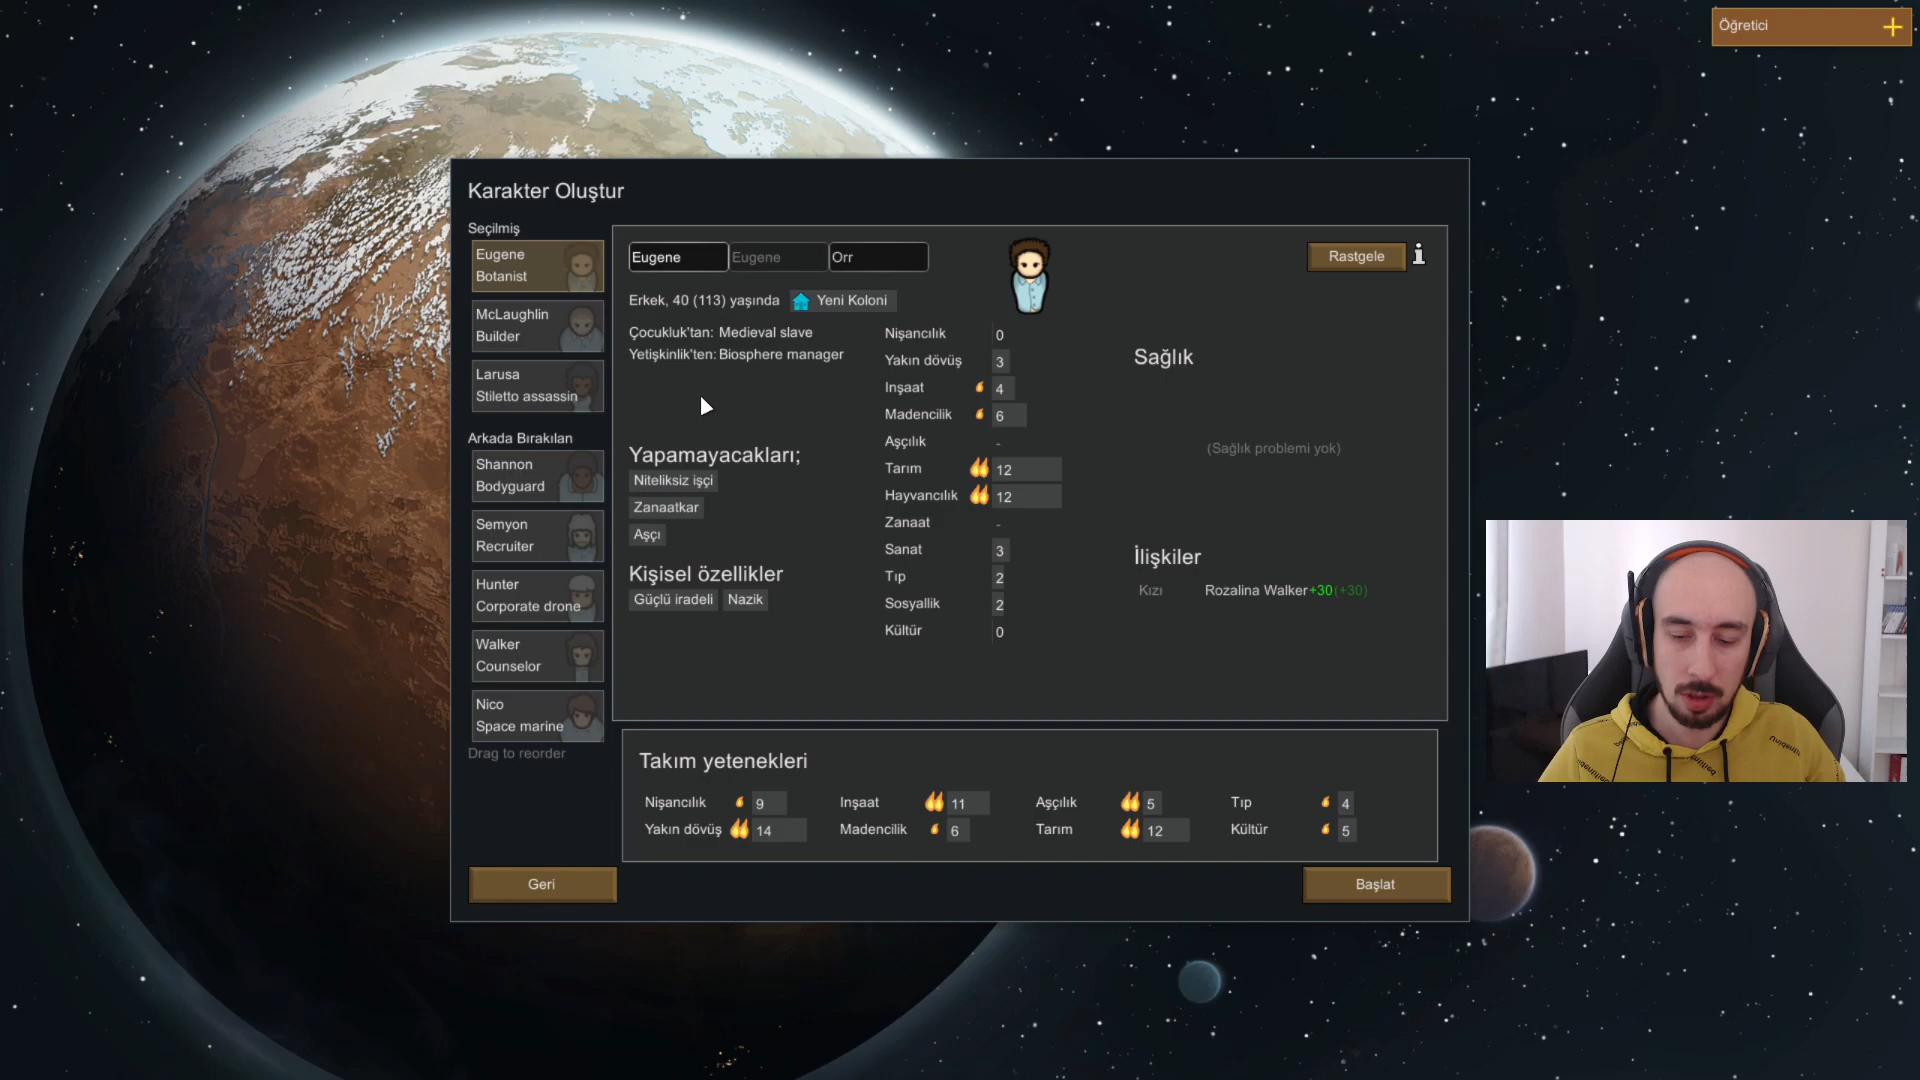 Öğretici
Karakter Oluştur
Seçilmiş
Eugene
Botanist
McLaughlin
Builder
Larusa
Stiletto assassin
Arkada Bırakılan
Shannon
Bodyguard
Semyon
Recruiter
Hunter
Corporate drone
Walker
Counselor
Nico
Space marine
Drag to reorder
Eugene Eugene Orr
Rastgele
Erkek, 40 (113) yaşında Yeni Koloni
Çocukluk'tan: Medieval slave
Yetişkinlik'ten: Biosphere manager
Yapamayacakları;
Niteliksiz işçi
Zanaatkar
Aşçı
Kişisel özellikler
Güçlü iradeli Nazik
Nişancılık 0
Yakın dövüş 3
Inşaat 4
Madencilik 6
Aşçılık -
Tarım 12
Hayvancılık 12
Zanaat -
Sanat 3
Tıp 2
Sosyallik 2
Kültür 0
Sağlık
(Sağlık problemi yok)
İlişkiler
Kızı Rozalina Walker+30(+30)
Takım yetenekleri
Nişancılık 9 Inşaat 11 Aşçılık 5 Tıp 4
Yakın dövüş 14 Madencilik 6 Tarım 12 Kültür 5
Geri
Başlat